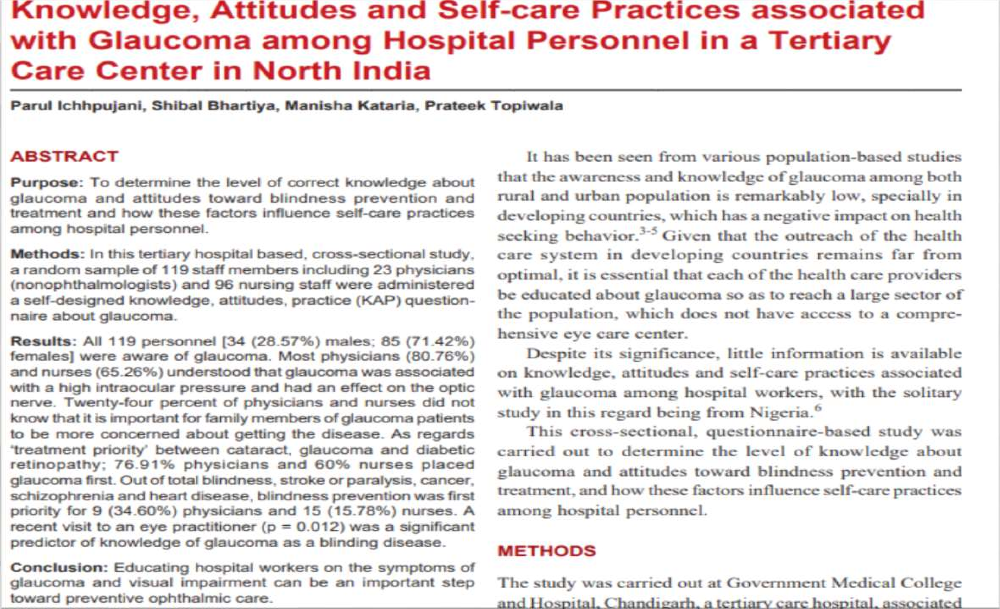 Knowledge, Attitudes and Self-care Practices associated
with Glaucoma among Hospital Personnel in a Tertiary
Care Center in North India
Parul Ichhpujani, Shibal Bhartiya, Manisha Kataria, Prateek Topiwala
ABSTRACT
Purpose: To determine the level of correct knowledge about
glaucoma and attitudes toward blindness prevention and
treatment and how these factors influence self-care practices
among hospital personnel.
Methods: In this tertiary hospital based, cross-sectional study,
a random sample of 119 staff members including 23 physicians
(nonophthalmologists) and 96 nursing staff were administered
a self-designed knowledge, attitudes, practice (KAP) question-
naire about glaucoma.
Results: All 119 personnel [34 (28.57%) males; 85 (71.42%)
females] were aware of glaucoma. Most physicians (80.76%)
and nurses (65.26%) understood that glaucoma was associated
with a high intraocular pressure and had an effect on the optic
nerve. Twenty-four percent of physicians and nurses did not
know that it is important for family members of glaucoma patients
to be more concerned about getting the disease. As regards
'treatment priority' between cataract, glaucoma and diabetic
retinopathy; 76.91% physicians and 60% nurses placed
glaucoma first. Out of total blindness, stroke or paralysis, cancer,
schizophrenia and heart disease, blindness prevention was first
priority for 9 (34.60%) physicians and 15 (15.78%) nurses. A
recent visit to an eye practitioner (p = 0.012) was a significant
predictor of knowledge of glaucoma as a blinding disease.
Conclusion: Educating hospital workers on the symptoms of
glaucoma and visual impairment can be an important step
toward preventive ophthalmic care.
It has been seen from various population-based studies
that the awareness and knowledge of glaucoma among both
rural and urban population is remarkably low, specially in
developing countries, which has a negative impact on health
seeking behavior.3-5 Given that the outreach of the health
care system in developing countries remains far from
optimal, it is essential that each of the health care providers
be educated about glaucoma so as to reach a large sector of
the population, which does not have access to a compre-
hensive eye care center.
Despite its significance, little information is available
on knowledge, attitudes and self-care practices associated
with glaucoma among hospital workers, with the solitary
study in this regard being from Nigeria.6
This cross-sectional, questionnaire-based study was
carried out to determine the level of knowledge about
glaucoma and attitudes toward blindness prevention and
treatment, and how these factors influence self-care practices
among hospital personnel.
METHODS
The study was carried out at Government Medical College
and Hospital, Chandigarh, a tertiary care hospital, associated